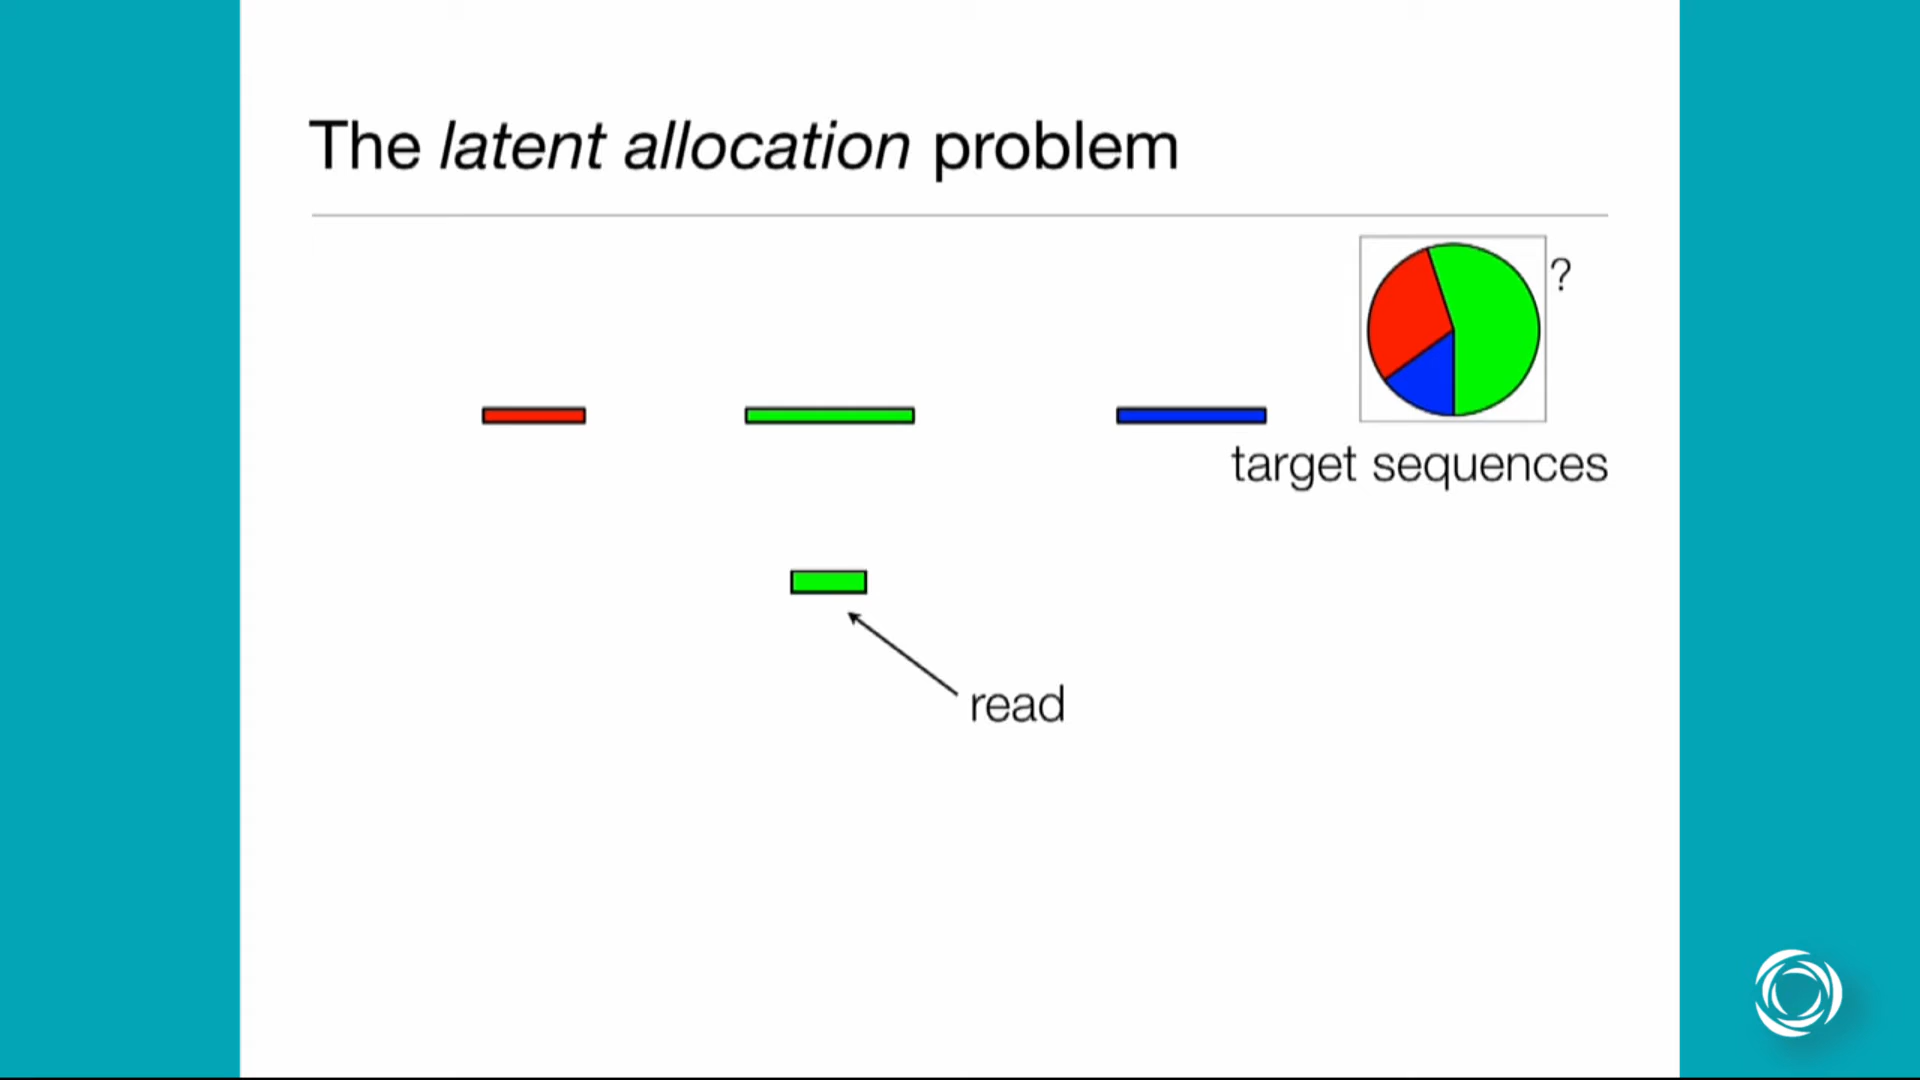 The latent allocation problem
?
target sequences
read